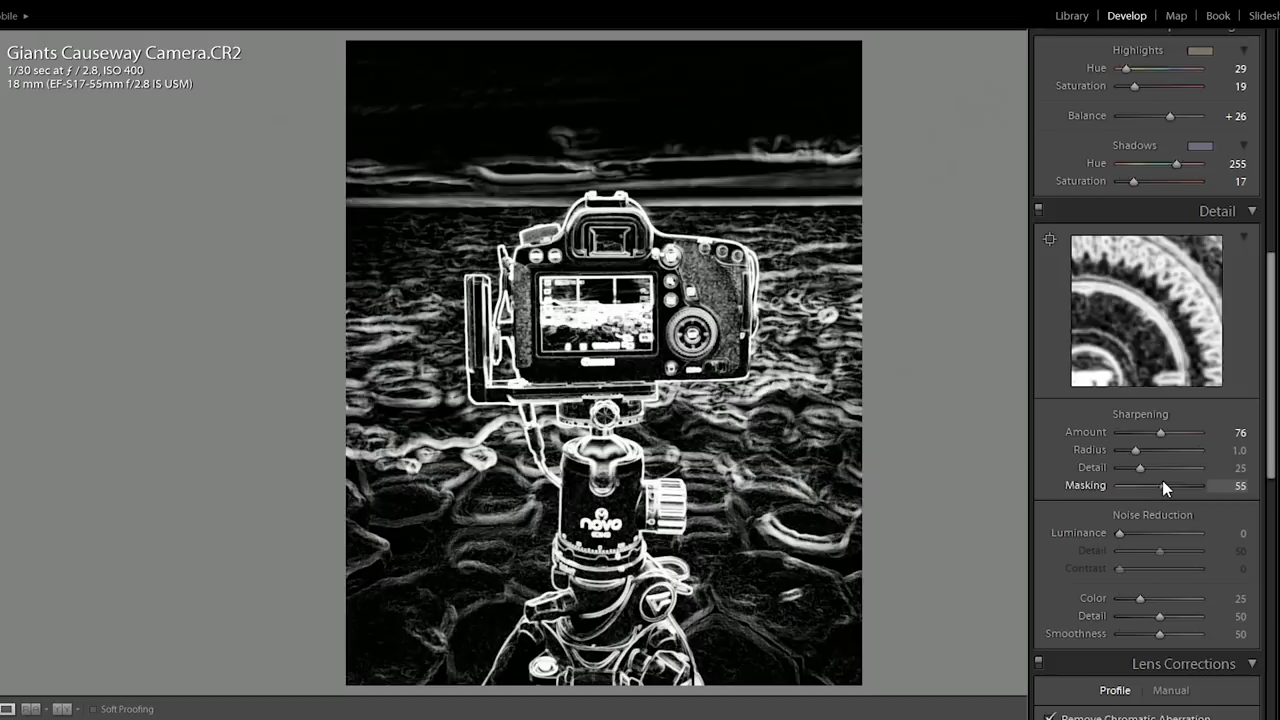 obile
Library
Develop
Map
Book
Slidesh
Giants Causeway Camera.CR2
1/30 sec at ƒ / 2.8, ISO 400
18 mm (EF-S17-55mm f/2.8 IS USM)
Highlights
Hue 29
Saturation 19
Balance + 26
Shadows
Hue 255
Saturation 17
Detail
Sharpening
Amount 76
Radius 1.0
Detail 25
Masking 55
Noise Reduction
Luminance 0
Detail 50
Contrast 0
Color 25
Detail 50
Smoothness 50
Lens Corrections
Profile Manual
Remove Chromatic Aberration
Soft Proofing
Canon
novo